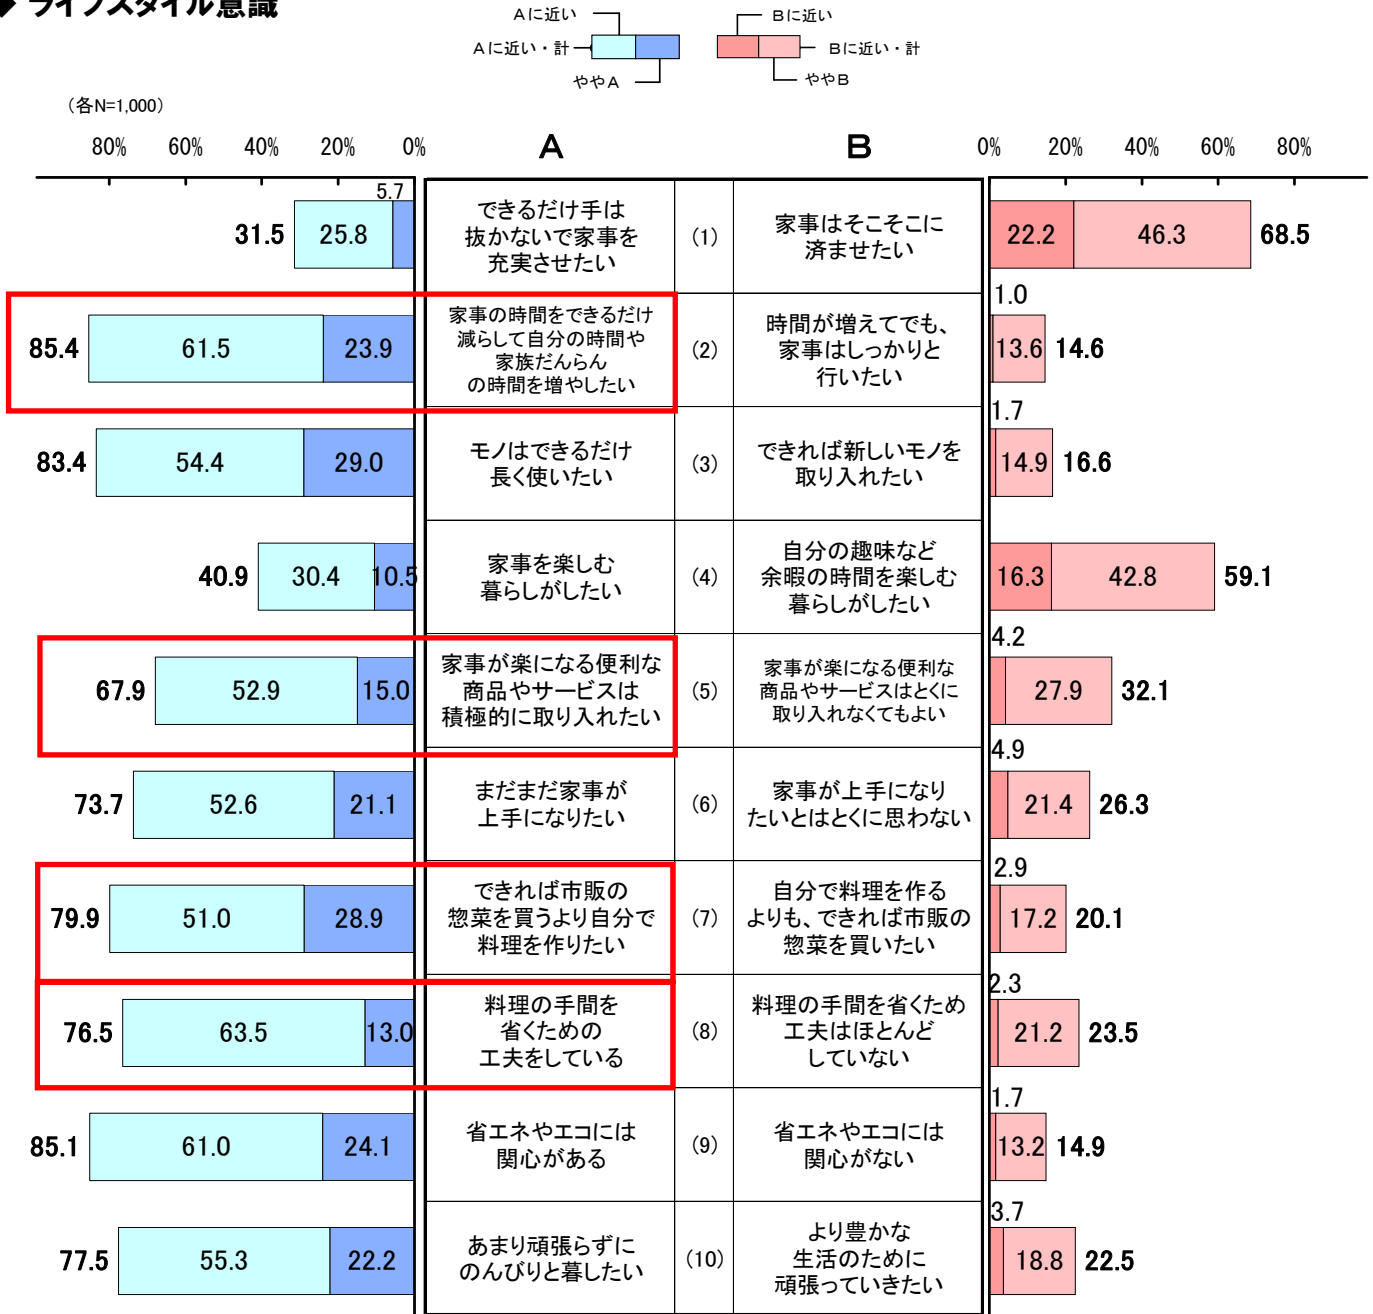 ◆ ライフスタイル意識
Aに近い
Bに近い
Aに近い・計
Bに近い・計
ややA
ややB
（各N=1,000）
80% 60% 40% 20% 0% A B 0% 20% 40% 60% 80%
5.7
31.5 25.8
できるだけ手は
抜かないで家事を
充実させたい
(1)
家事はそこそこに
済ませたい
22.2 46.3 68.5
85.4 61.5 23.9
家事の時間をできるだけ
減らして自分の時間や
家族だんらん
の時間を増やしたい
(2)
時間が増えてでも、
家事はしっかりと
行いたい
1.0
13.6 14.6
83.4 54.4 29.0
モノはできるだけ
長く使いたい
(3)
できれば新しいモノを
取り入れたい
1.7
14.9 16.6
40.9 30.4 10.5
家事を楽しむ
暮らしがしたい
(4)
自分の趣味など
余暇の時間を楽しむ
暮らしがしたい
16.3 42.8 59.1
67.9 52.9 15.0
家事が楽になる便利な
商品やサービスは
積極的に取り入れたい
(5)
家事が楽になる便利な
商品やサービスはとくに
取り入れなくてもよい
4.2
27.9 32.1
73.7 52.6 21.1
まだまだ家事が
上手になりたい
(6)
家事が上手になり
たいとはとくに思わない
4.9
21.4 26.3
79.9 51.0 28.9
できれば市販の
惣菜を買うより自分で
料理を作りたい
(7)
自分で料理を作る
よりも、できれば市販の
惣菜を買いたい
2.9
17.2 20.1
76.5 63.5 13.0
料理の手間を
省くための
工夫をしている
(8)
料理の手間を省くため
工夫はほとんど
していない
2.3
21.2 23.5
85.1 61.0 24.1
省エネやエコには
関心がある
(9)
省エネやエコには
関心がない
1.7
13.2 14.9
77.5 55.3 22.2
あまり頑張らずに
のんびりと暮したい
(10)
より豊かな
生活のために
頑張っていきたい
3.7
18.8 22.5